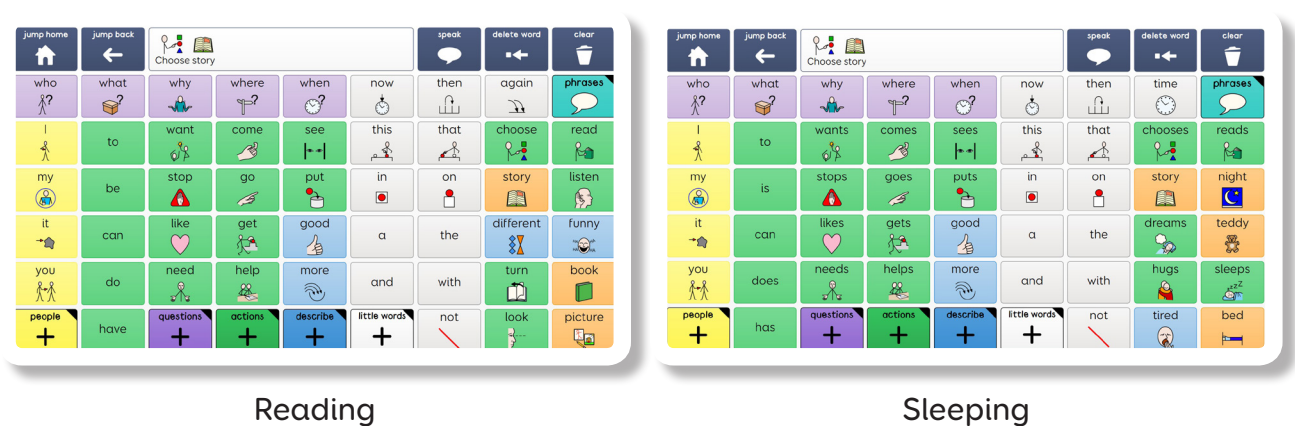 jump home jump back Choose story speak delete word clear
who what why where when now then again phrases
I to want come see this that choose read
my be stop go put in on story listen
it can like get good a the different funny
you do need help more and with turn book
people have questions actions describe little words not look picture
Reading
jump home jump back Choose story speak delete word clear
who what why where when now then time phrases
I to wants comes sees this that chooses reads
my is stops goes puts in on story night
it can likes gets good a the dreams teddy
you does needs helps more and with hugs sleeps
people has questions actions describe little words not tired bed
Sleeping